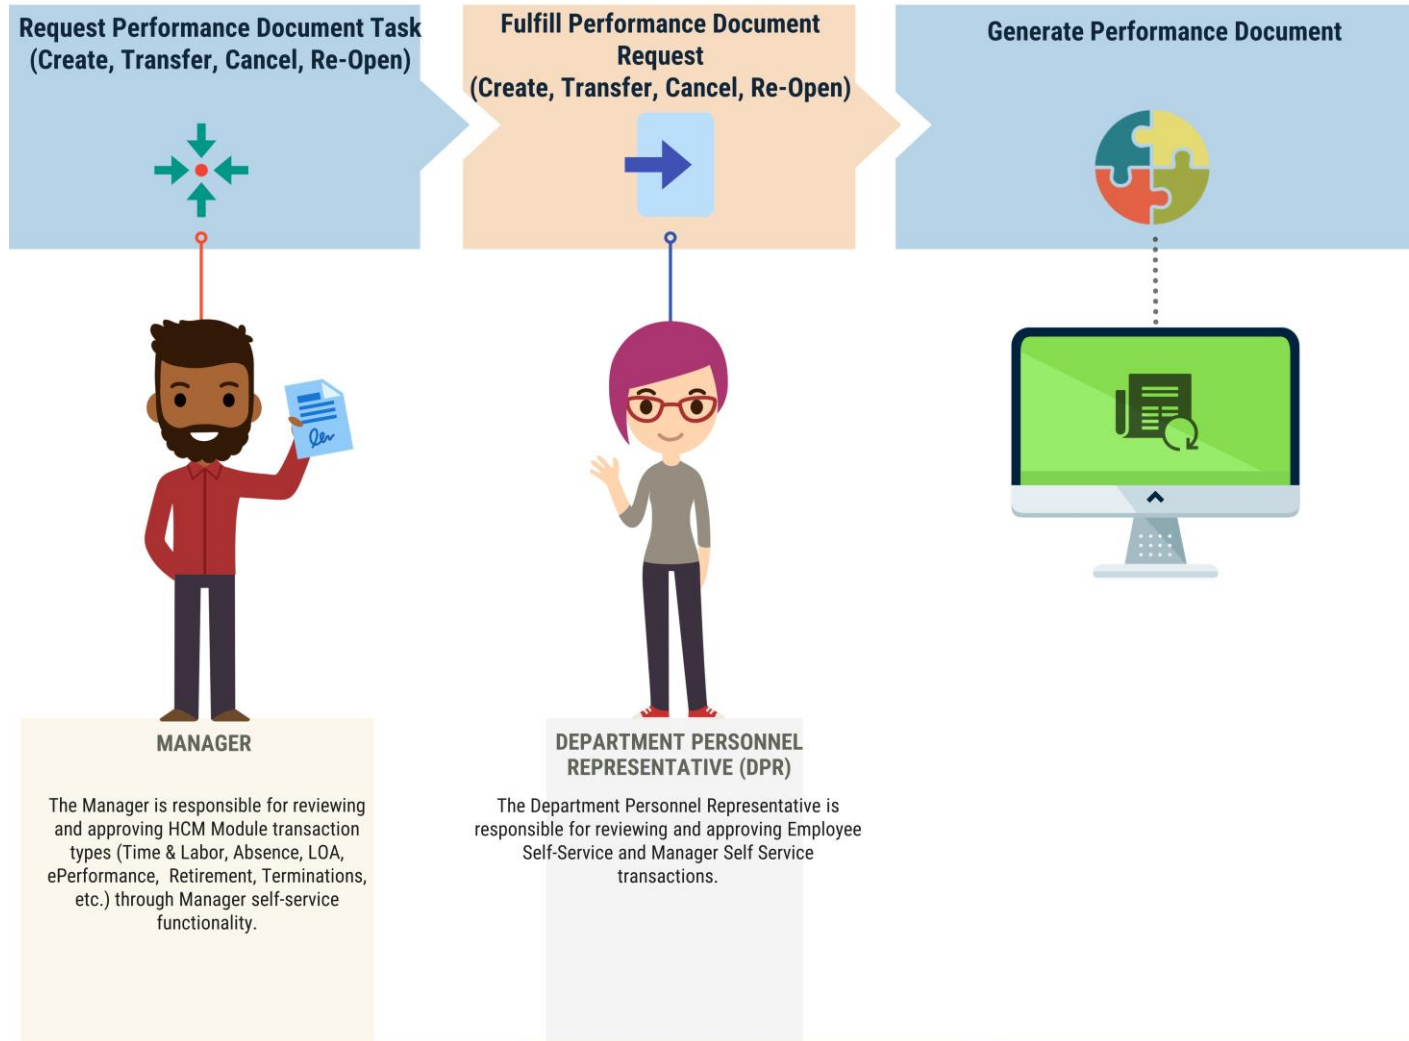 Request Performance Document Task
(Create, Transfer, Cancel, Re-Open)
Fulfill Performance Document
Request
(Create, Transfer, Cancel, Re-Open)
Generate Performance Document
MANAGER
The Manager is responsible for reviewing
and approving HCM Module transaction
types (Time & Labor, Absence, LOA,
ePerformance, Retirement, Terminations,
etc.) through Manager self-service
functionality.
DEPARTMENT PERSONNEL
REPRESENTATIVE (DPR)
The Department Personnel Representative is
responsible for reviewing and approving Employee
Self-Service and Manager Self Service
transactions.